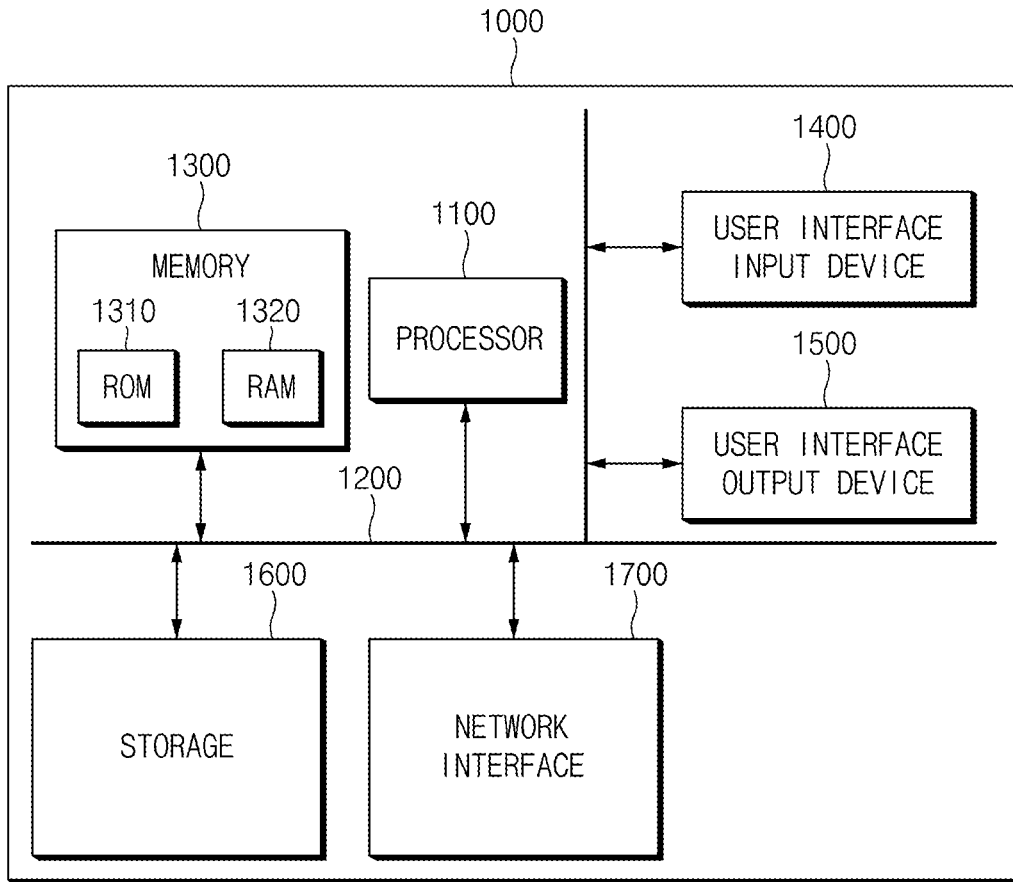 1000
1300
MEMORY
1310
1320
ROM
RAM
1100
PROCESSOR
1400
USER INTERFACE
INPUT DEVICE
1500
USER INTERFACE
OUTPUT DEVICE
1200
1600
STORAGE
1700
NETWORK
INTERFACE